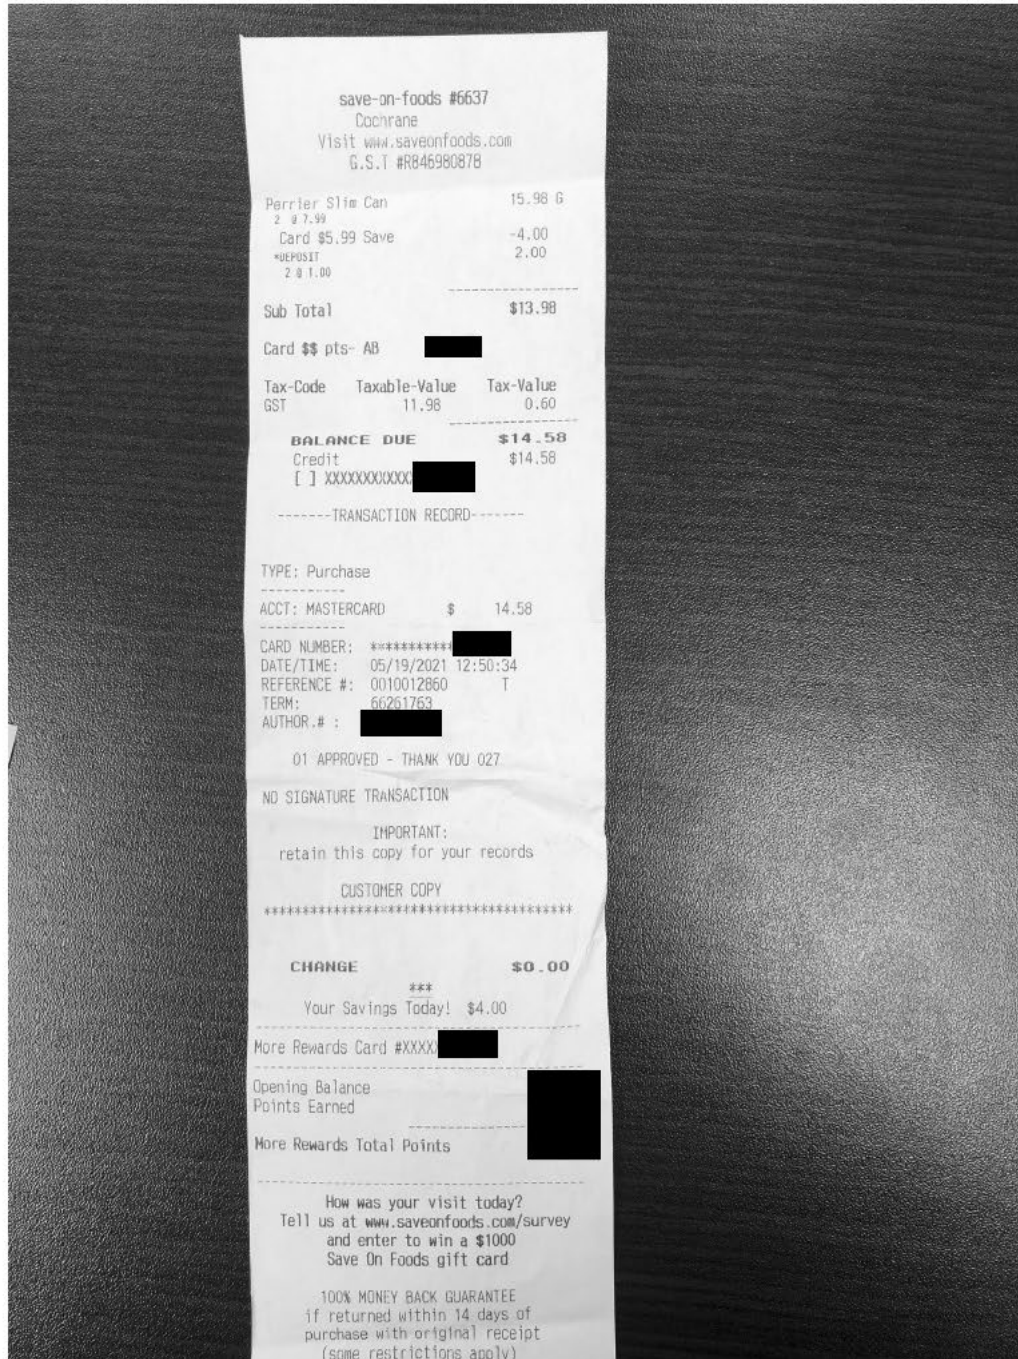 save-on-foods #6637
Cochrane
Visit www.saveonfoods.com
G.S.T #R846980878
Perrier Slim Can 15.98 G
2 @ 7.99
Card $5.99 Save -4.00
*DEPOSIT 2.00
2 @ 1.00
Sub Total $13.98
Card $$ pts- AB
Tax-Code Taxable-Value Tax-Value
GST 11.98 0.60
BALANCE DUE $14.58
Credit $14.58
[ ] XXXXXXXXXXXX
-------TRANSACTION RECORD-------
TYPE: Purchase
ACCT: MASTERCARD $ 14.58
CARD NUMBER: ***********
DATE/TIME: 05/19/2021 12:50:34
REFERENCE #: 0010012860 T
TERM: 66261763
AUTHOR.# :
01 APPROVED - THANK YOU 027
NO SIGNATURE TRANSACTION
IMPORTANT:
retain this copy for your records
CUSTOMER COPY
*****************************************
CHANGE $0.00
***
Your Savings Today! $4.00
More Rewards Card #XXXXX
Opening Balance
Points Earned
More Rewards Total Points
How was your visit today?
Tell us at www.saveonfoods.com/survey
and enter to win a $1000
Save On Foods gift card
100% MONEY BACK GUARANTEE
if returned within 14 days of
purchase with original receipt
(some restrictions apply)